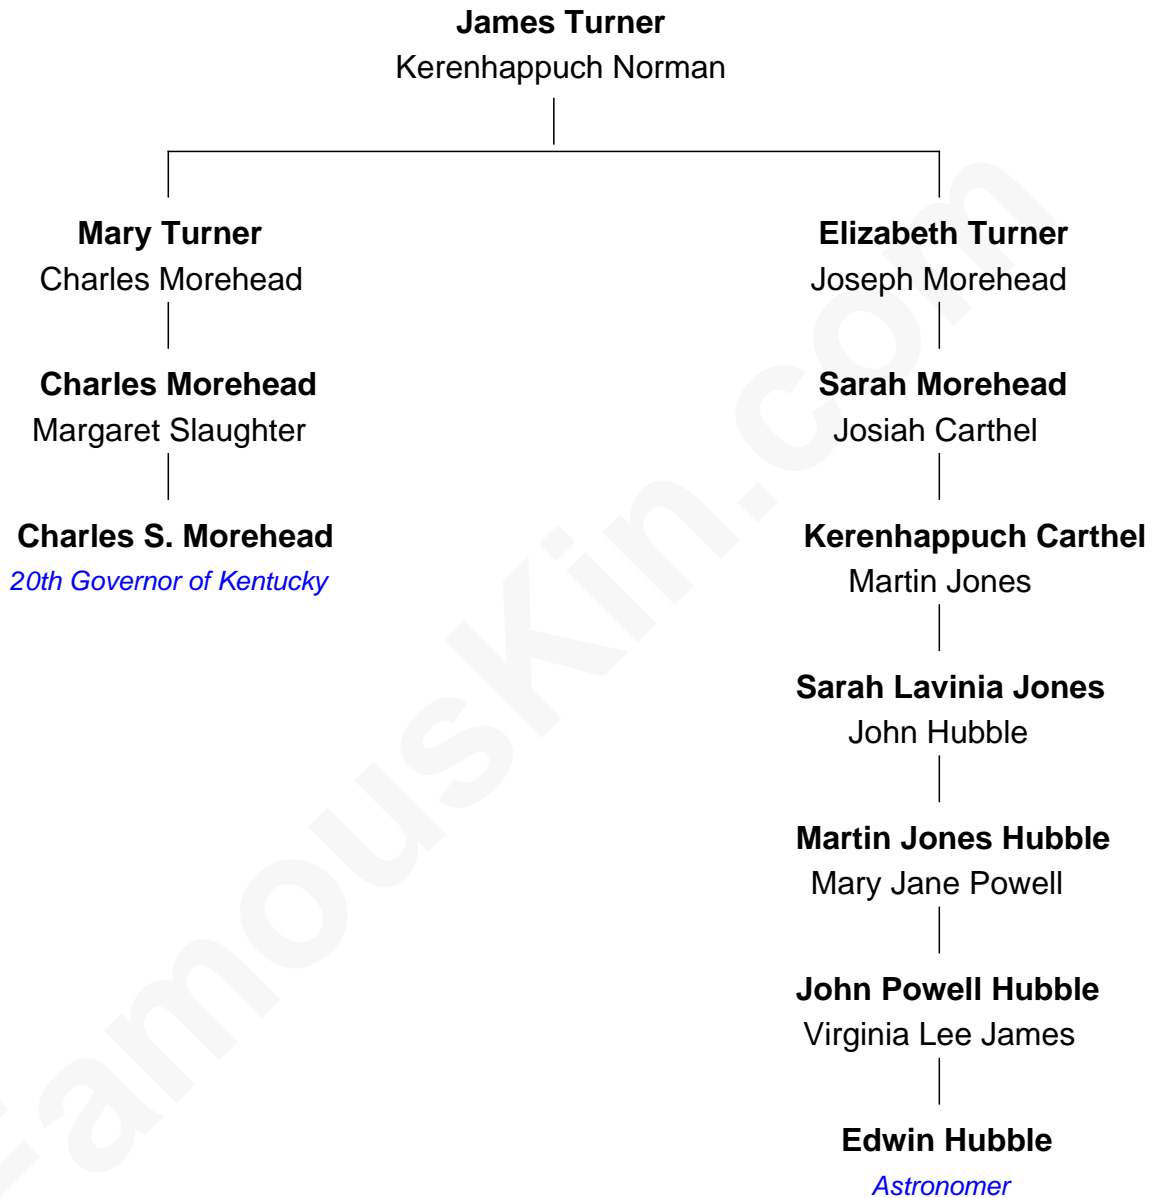 James Turner
Kerenhappuch Norman
Mary Turner
Charles Morehead
Charles Morehead
Margaret Slaughter
Charles S. Morehead
20th Governor of Kentucky
Elizabeth Turner
Joseph Morehead
Sarah Morehead
Josiah Carthel
Kerenhappuch Carthel
Martin Jones
Sarah Lavinia Jones
John Hubble
Martin Jones Hubble
Mary Jane Powell
John Powell Hubble
Virginia Lee James
Edwin Hubble
Astronomer
FamousKin.com